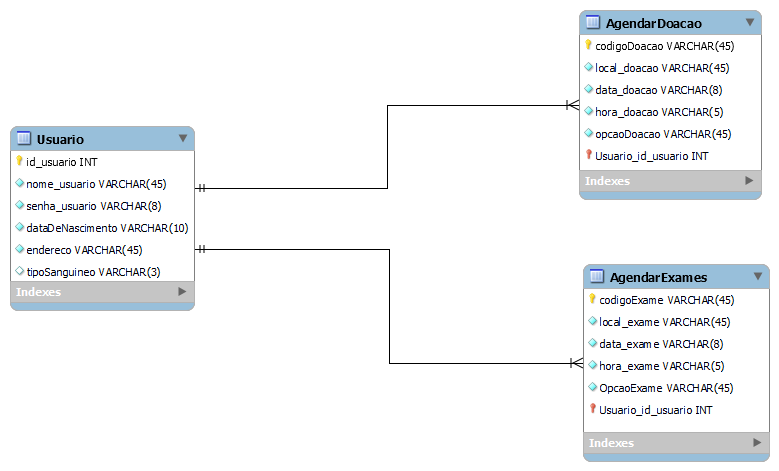 Usuario
id_usuario INT
nome_usuario VARCHAR(45)
senha_usuario VARCHAR(8)
dataDeNascimento VARCHAR(10)
endereco VARCHAR(45)
tipoSanguineo VARCHAR(3)
Indexes
AgendarDoacao
codigoDoacao VARCHAR(45)
local_doacao VARCHAR(45)
data_doacao VARCHAR(8)
hora_doacao VARCHAR(5)
opcaoDoacao VARCHAR(45)
Usuario_id_usuario INT
Indexes
AgendarExames
codigoExame VARCHAR(45)
local_exame VARCHAR(45)
data_exame VARCHAR(8)
hora_exame VARCHAR(5)
OpcaoExame VARCHAR(45)
Usuario_id_usuario INT
Indexes